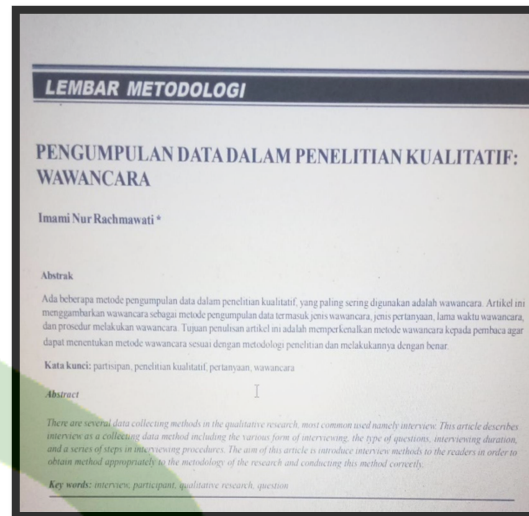 LEMBAR METODOLOGI
PENGUMPULAN DATA DALAM PENELITIAN KUALITATIF:
WAWANCARA
Imami Nur Rachmawati *
Abstrak
Ada beberapa metode pengumpulan data dalam penelitian kualitatif, yang paling sering digunakan adalah wawancara. Artikel ini
menggambarkan wawancara sebagai metode pengumpulan data termasuk jenis wawancara, jenis pertanyaan, lama waktu wawancara,
dan prosedur melakukan wawancara. Tujuan penulisan artikel ini adalah memperkenalkan metode wawancara kepada pembaca agar
dapat menentukan metode wawancara sesuai dengan metodologi penelitian dan melakukannya dengan benar.
Kata kunci: partisipan, penelitian kualitatif, pertanyaan, wawancara
Abstract
There are several data collecting methods in the qualitative research, most common used namely interview. This article describes
interview as a collecting data method including the various form of interviewing, the type of questions, interviewing duration,
and a series of steps in interviewing procedures. The aim of this article is introduce interview methods to the readers in order to
obtain method appropriately to the metodology of the research and conducting this method correctly.
Key words: interview, participant, qualitative research, question